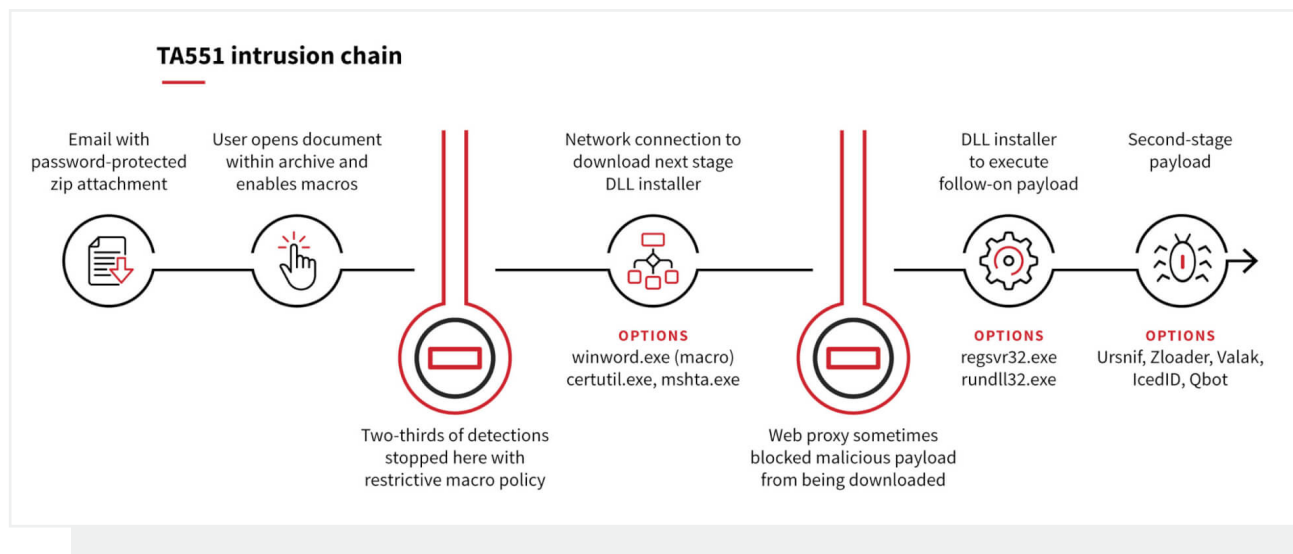 TA551 intrusion chain
Email with
password-protected
zip attachment
User opens document
within archive and
enables macros
Two-thirds of detections
stopped here with
restrictive macro policy
Network connection to
download next stage
DLL installer
OPTIONS
winword.exe (macro)
certutil.exe, mshta.exe
Web proxy sometimes
blocked malicious payload
from being downloaded
DLL installer
to execute
follow-on payload
OPTIONS
regsvr32.exe
rundll32.exe
Second-stage
payload
OPTIONS
Ursnif, Zloader, Valak,
IcedID, Qbot